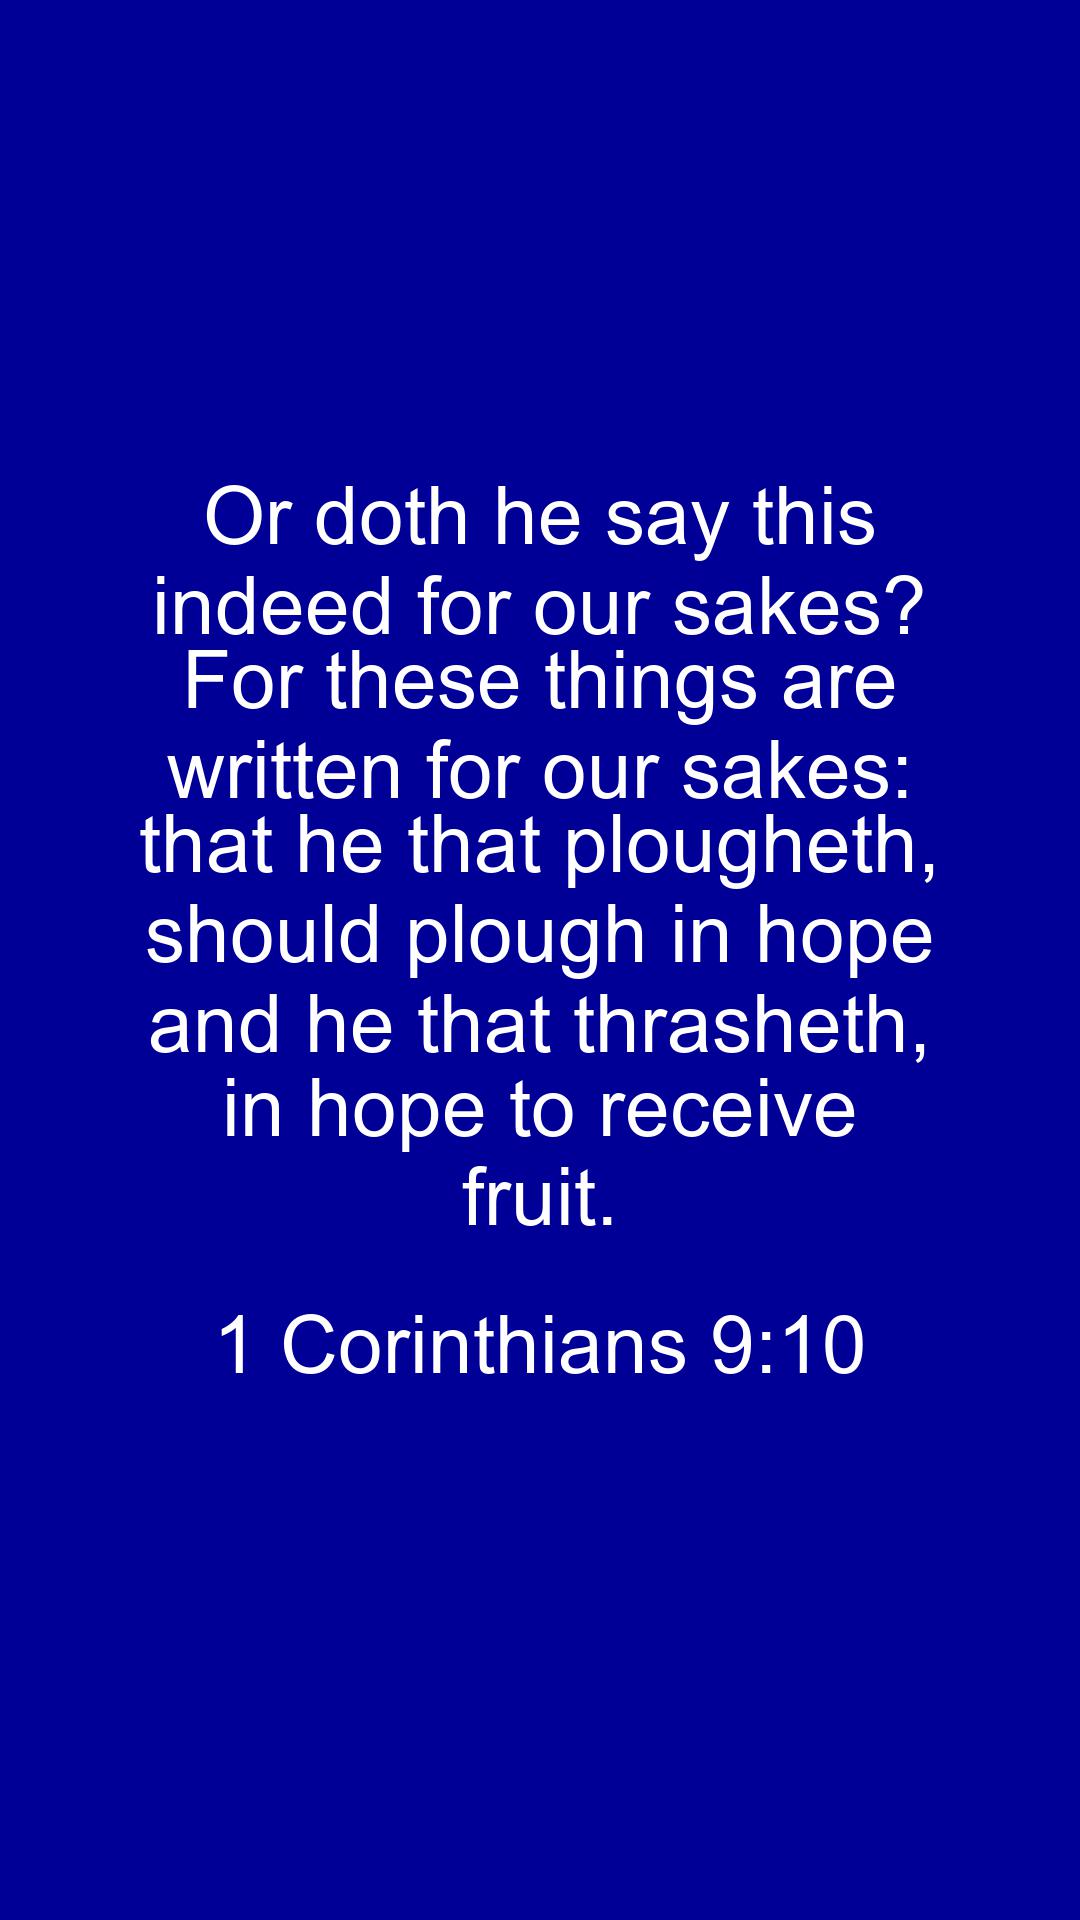 Or doth he say this
indeed for our sakes?
For these things are
written for our sakes:
that he that plougheth,
should plough in hope
and he that thrasheth,
in hope to receive
fruit.
1 Corinthians 9:10